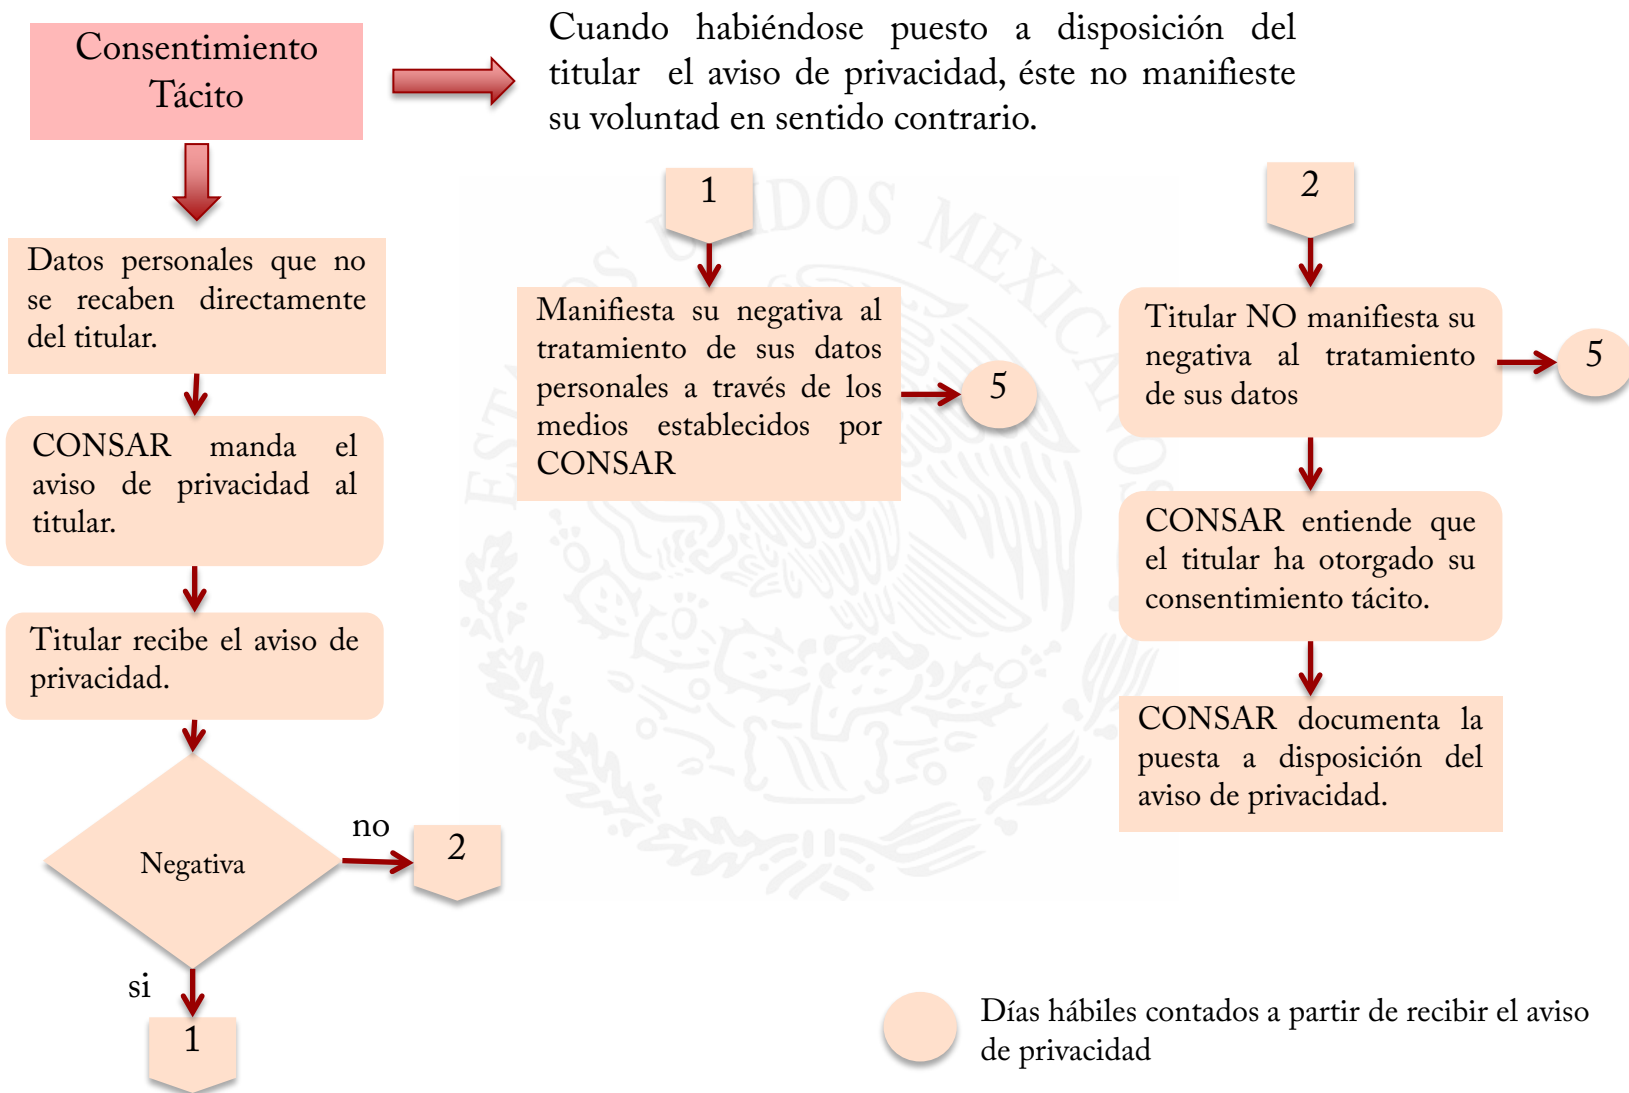 Consentimiento
Tácito
Cuando habiéndose puesto a disposición del
titular el aviso de privacidad, éste no manifieste
su voluntad en sentido contrario.
Datos personales que no
se recaben directamente
del titular.
CONSAR manda el
aviso de privacidad al
titular.
Titular recibe el aviso de
privacidad.
Negativa
no
2
si
1
1
Manifiesta su negativa al
tratamiento de sus datos
personales a través de los
medios establecidos por
CONSAR
5
2
Titular NO manifiesta su
negativa al tratamiento
de sus datos
5
CONSAR entiende que
el titular ha otorgado su
consentimiento tácito.
CONSAR documenta la
puesta a disposición del
aviso de privacidad.
Días hábiles contados a partir de recibir el aviso
de privacidad
ESTADOS UNIDOS MEXICANOS